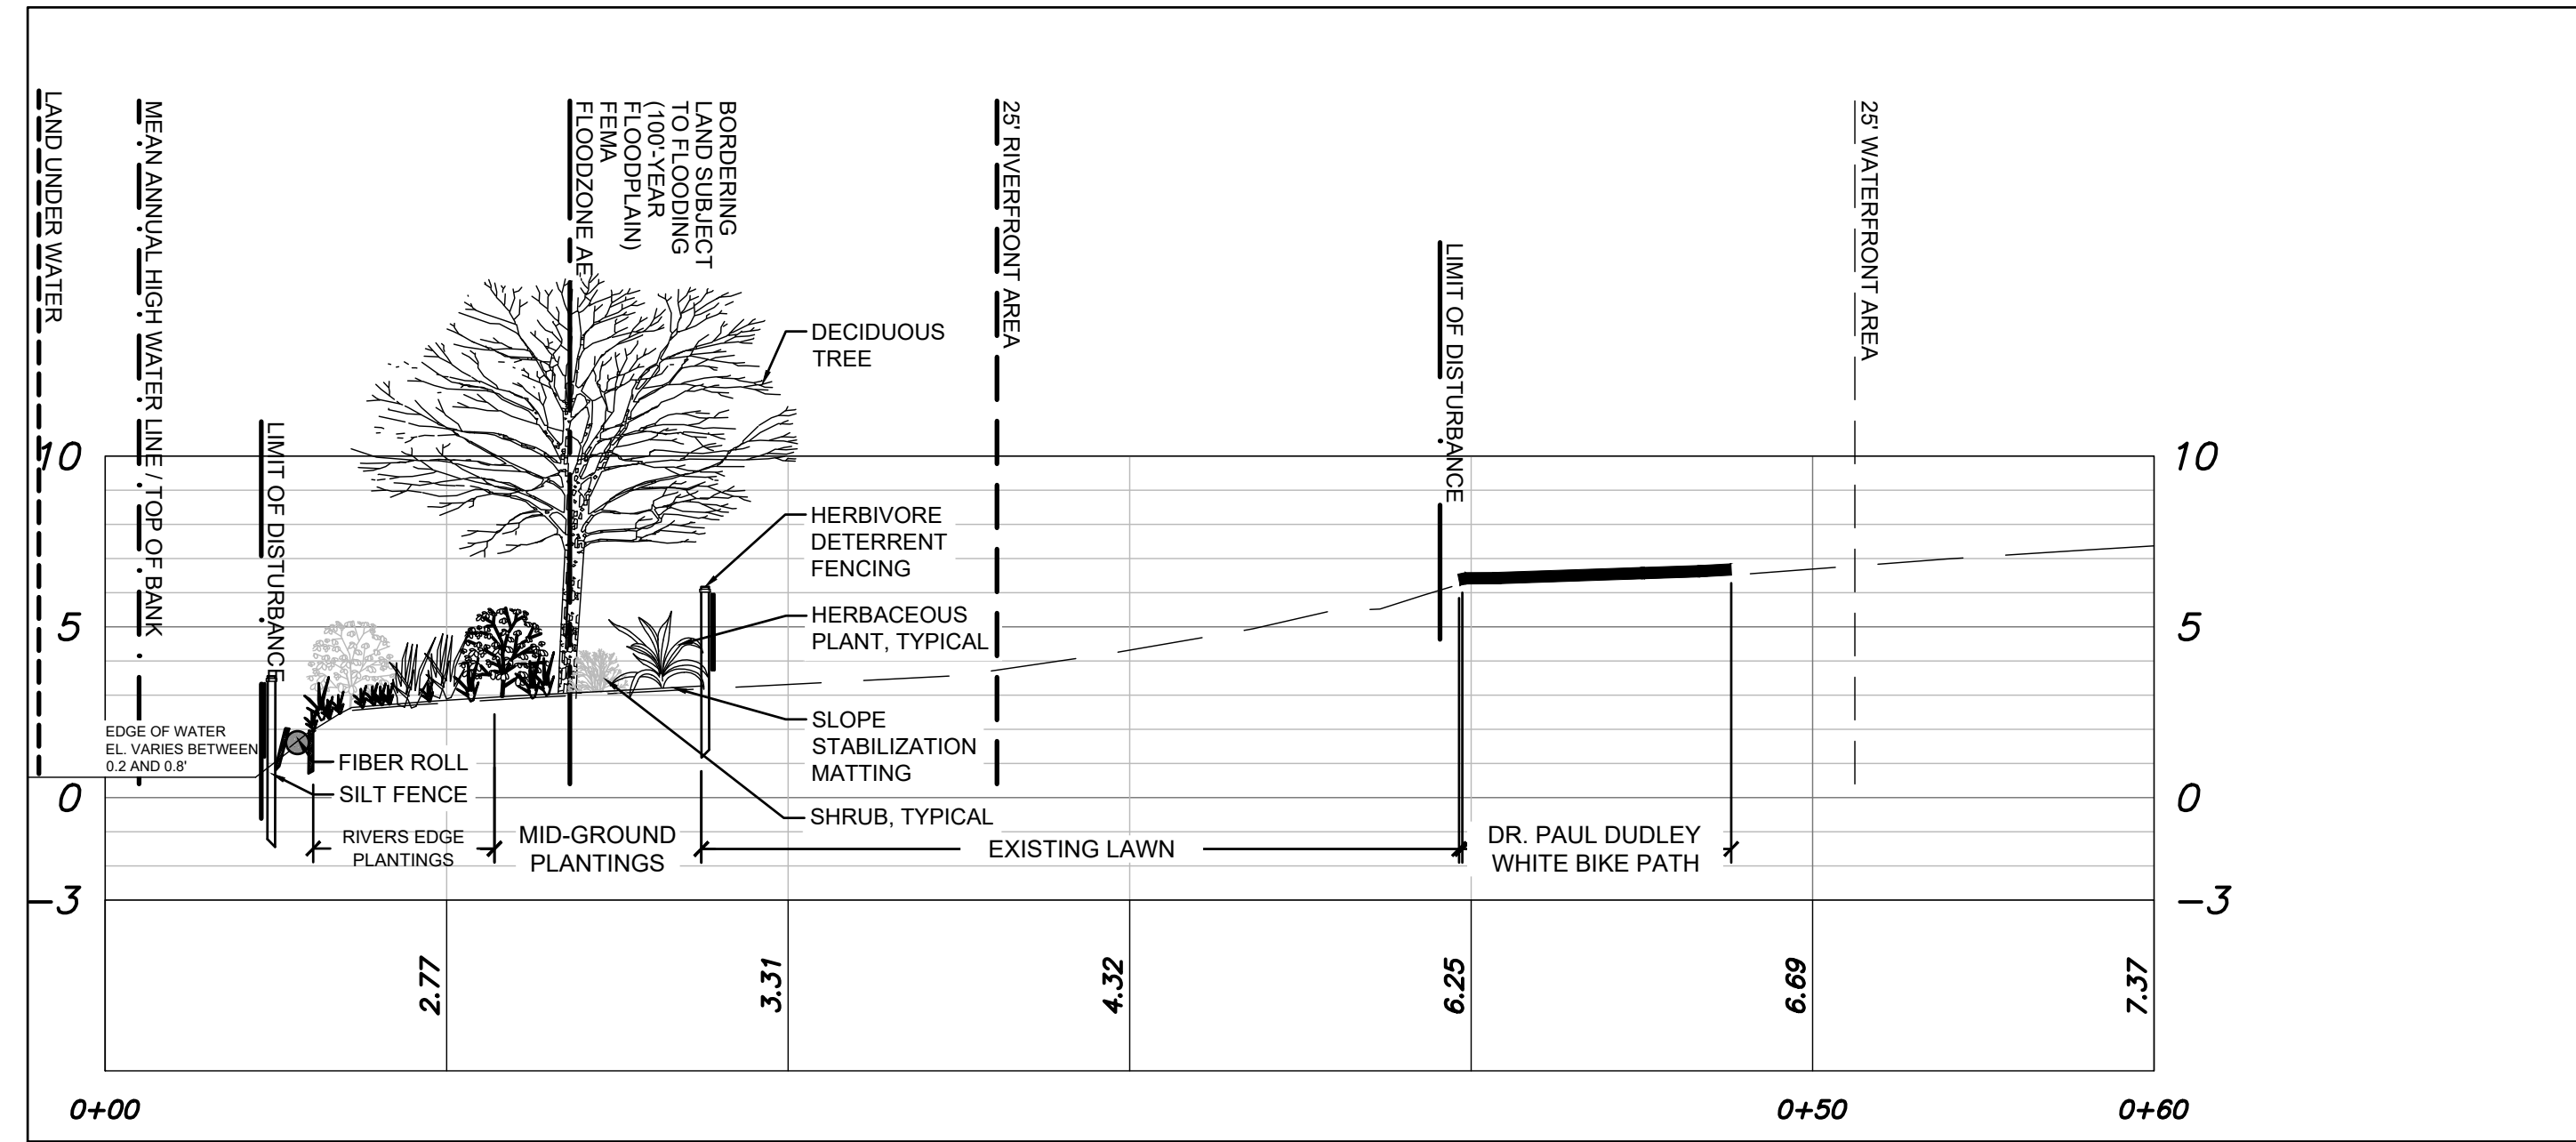 LAND UNDER WATER
MEAN ANNUAL HIGH WATER LINE / TOP OF BANK
LIMIT OF DISTURBANCE
BORDERING
LAND SUBJECT
TO FLOODING
(100'-YEAR
FLOODPLAIN)
FEMA
FLOODZONE AE
25' RIVERFRONT AREA
LIMIT OF DISTURBANCE
25' WATERFRONT AREA
DECIDUOUS
TREE
HERBIVORE
DETERRENT
FENCING
HERBACEOUS
PLANT, TYPICAL
SLOPE
STABILIZATION
MATTING
SHRUB, TYPICAL
10
5
0
-3
10
5
0
-3
EDGE OF WATER
EL. VARIES BETWEEN
0.2 AND 0.8'
FIBER ROLL
SILT FENCE
RIVERS EDGE
PLANTINGS
MID-GROUND
PLANTINGS
EXISTING LAWN
DR. PAUL DUDLEY
WHITE BIKE PATH
2.77
3.31
4.32
6.25
6.69
7.37
0+00
0+50
0+60